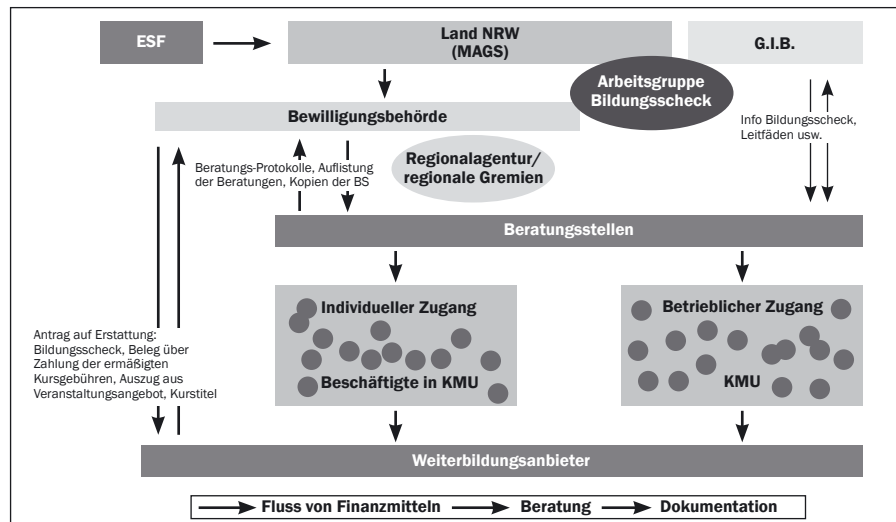 ESF
Land NRW
(MAGS)
G.I.B.
Arbeitsgruppe
Bildungsscheck
Bewilligungsbehörde
Info Bildungsscheck,
Leitfäden usw.
Beratungs-Protokolle, Auflistung
der Beratungen, Kopien der BS
Regionalagentur/
regionale Gremien
Beratungsstellen
Individueller Zugang
Beschäftigte in KMU
Betrieblicher Zugang
KMU
Antrag auf Erstattung:
Bildungsscheck, Beleg über
Zahlung der ermäßigten
Kursgebühren, Auszug aus
Veranstaltungsangebot, Kurstitel
Weiterbildungsanbieter
Fluss von Finanzmitteln Beratung Dokumentation